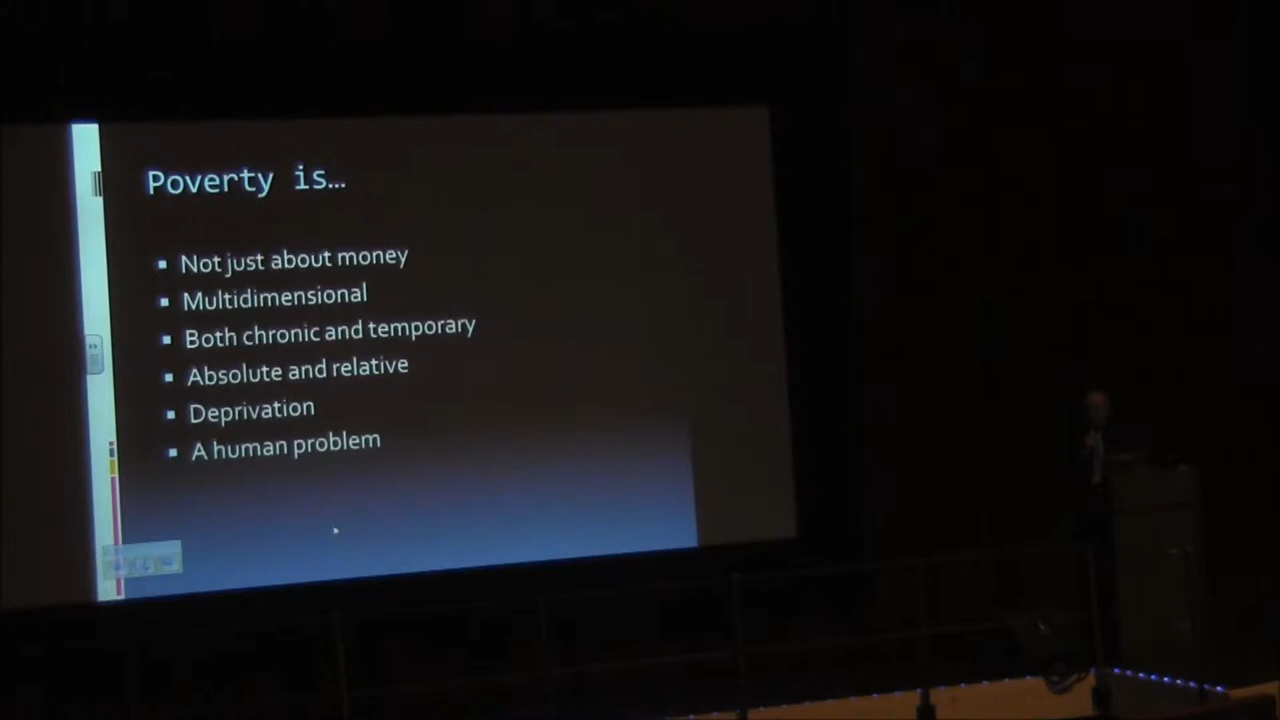 Poverty is…
Not just about money
Multidimensional
Both chronic and temporary
Absolute and relative
Deprivation
A human problem